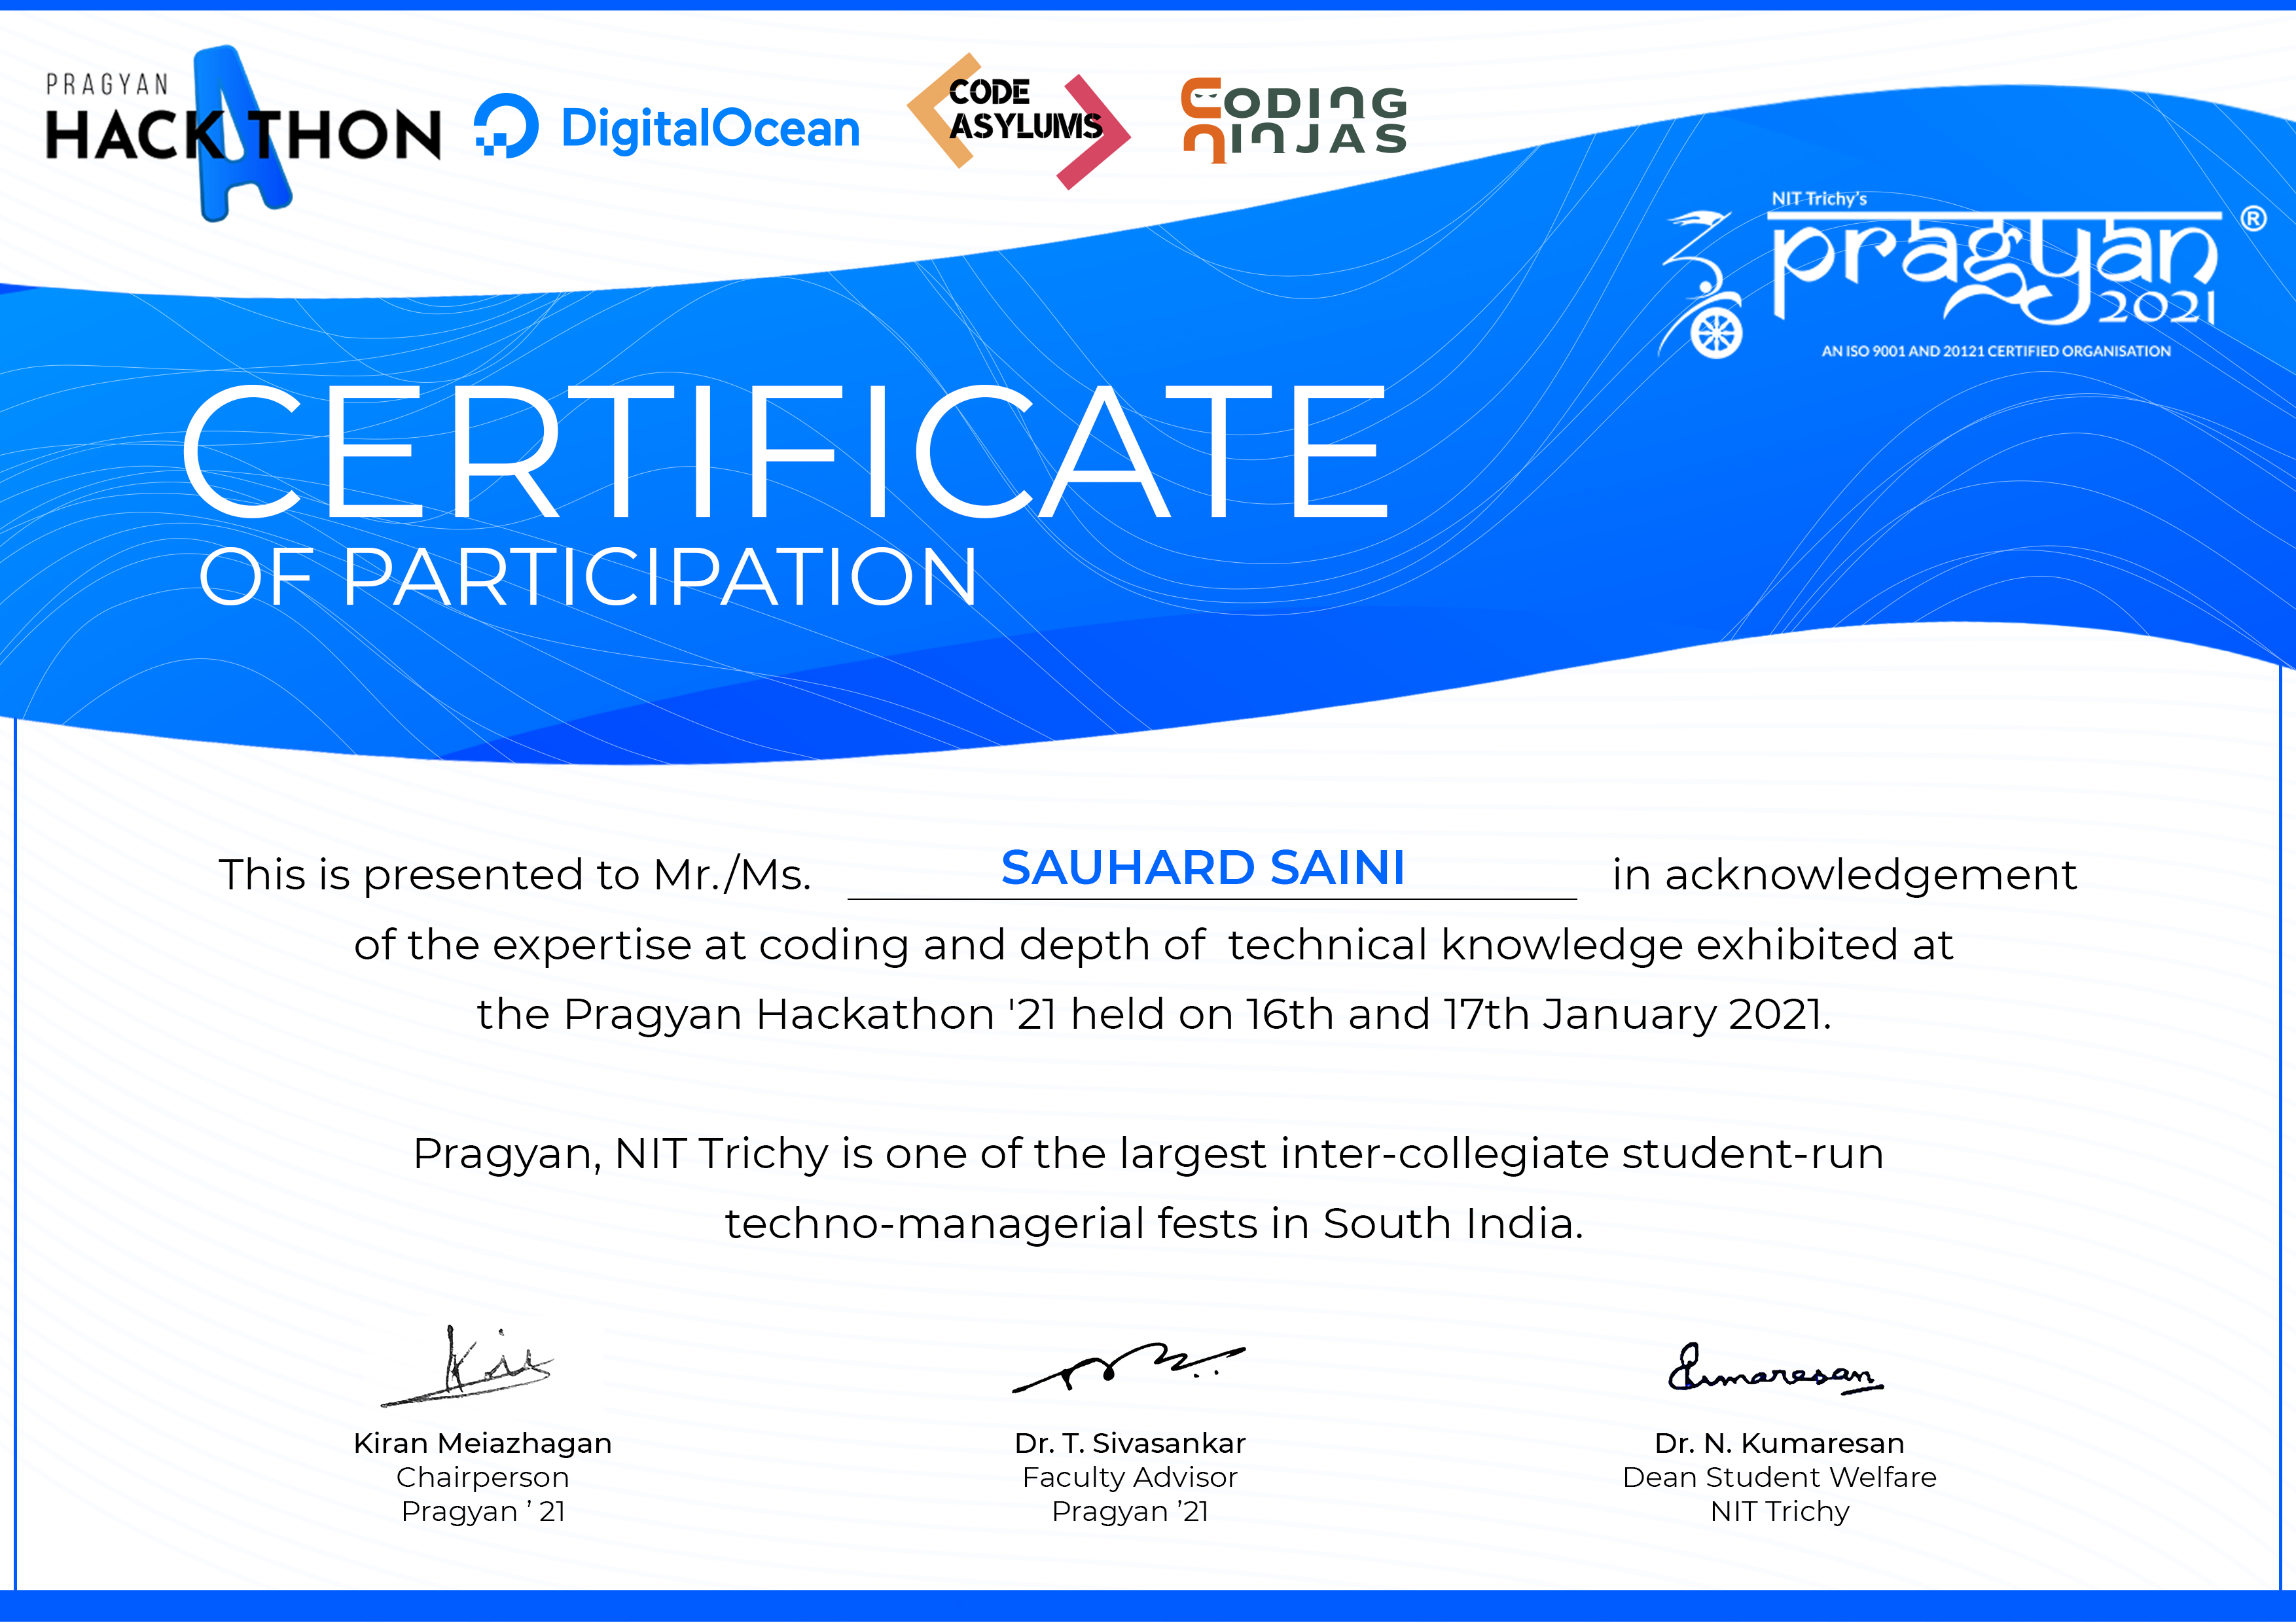 PRAGYAN
HACKATHON
DigitalOcean
CODE
ASYLUMS
CODING
NINJAS
NIT Trichy's
pragyan ®
2021
AN ISO 9001 AND 20121 CERTIFIED ORGANISATION
CERTIFICATE
OF PARTICIPATION
This is presented to Mr./Ms. SAUHARD SAINI in acknowledgement
of the expertise at coding and depth of technical knowledge exhibited at
the Pragyan Hackathon '21 held on 16th and 17th January 2021.
Pragyan, NIT Trichy is one of the largest inter-collegiate student-run
techno-managerial fests in South India.
Kumaresan
Kiran Meiazhagan
Chairperson
Pragyan ’ 21
Dr. T. Sivasankar
Faculty Advisor
Pragyan ’21
Dr. N. Kumaresan
Dean Student Welfare
NIT Trichy